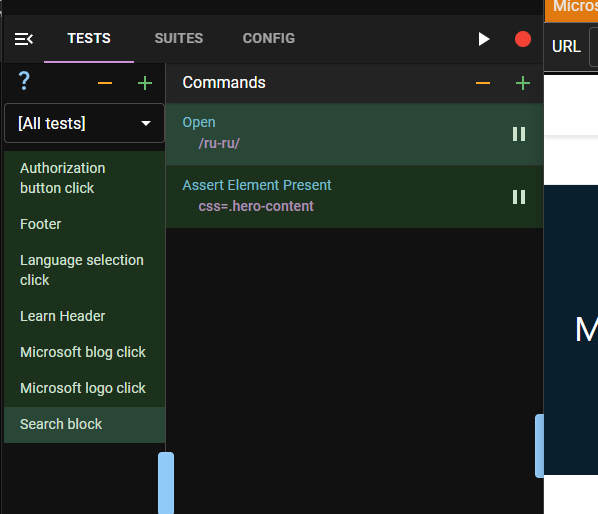 Micros
TESTS SUITES CONFIG
URL
?
Commands
[All tests]
Open
/ru-ru/
Authorization
button click
Assert Element Present
css=.hero-content
Footer
Language selection
click
Learn Header
Microsoft blog click
Microsoft logo click
Search block
M